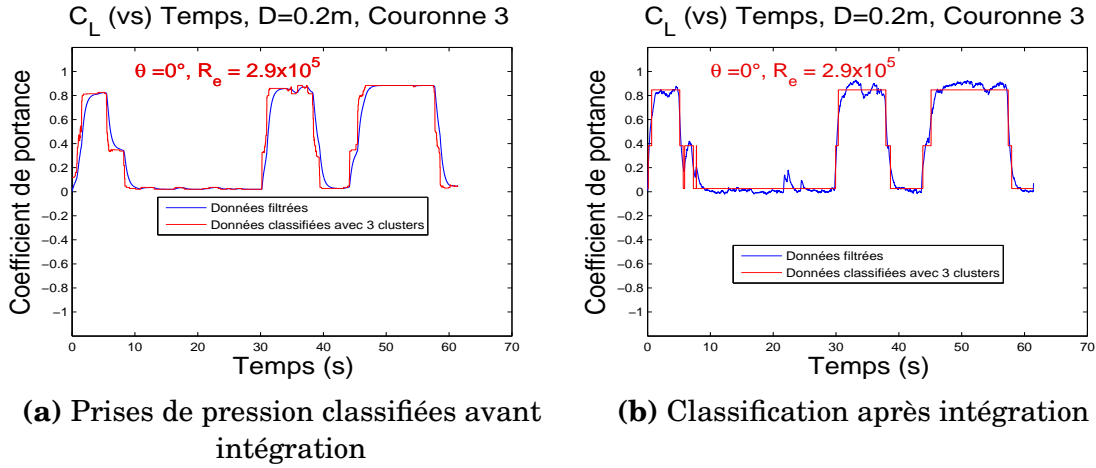 C_L (vs) Temps, D=0.2m, Couronne 3
θ =0°, R_e = 2.9x10^5
Coefficient de portance
1
0.8
0.6
0.4
0.2
0
−0.2
−0.4
−0.6
−0.8
−1
Données filtrées
Données classifiées avec 3 clusters
0 10 20 30 40 50 60 70
Temps (s)
(a) Prises de pression classifiées avant
intégration
C_L (vs) Temps, D=0.2m, Couronne 3
θ =0°, R_e = 2.9x10^5
Coefficient de portance
1
0.8
0.6
0.4
0.2
0
−0.2
−0.4
−0.6
−0.8
−1
Données filtrées
Données classifiées avec 3 clusters
0 10 20 30 40 50 60 70
Temps (s)
(b) Classification après intégration